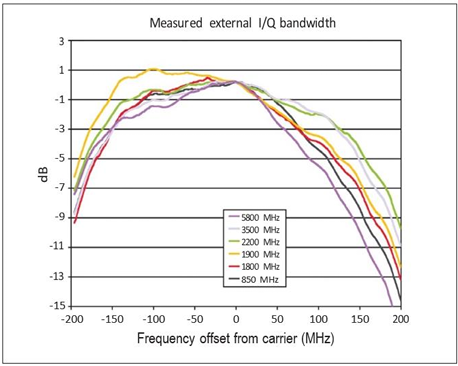 Measured external I/Q bandwidth
3
1
-1
-3
-5
-7
-9
-11
-13
-15
dB
5800 MHz
3500 MHz
2200 MHz
1900 MHz
1800 MHz
850 MHz
-200 -150 -100 -50 0 50 100 150 200
Frequency offset from carrier (MHz)